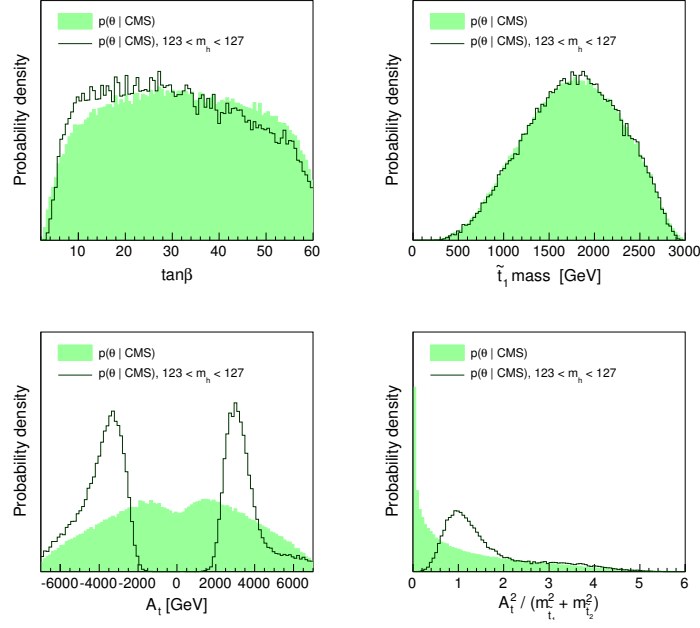 p(θ | CMS)
p(θ | CMS), 123 < m_h < 127
Probability density
10 20 30 40 50 60
tanβ
p(θ | CMS)
p(θ | CMS), 123 < m_h < 127
Probability density
0 500 1000 1500 2000 2500 3000
t̃_1 mass [GeV]
p(θ | CMS)
p(θ | CMS), 123 < m_h < 127
Probability density
-6000 -4000 -2000 0 2000 4000 6000
A_t [GeV]
p(θ | CMS)
p(θ | CMS), 123 < m_h < 127
Probability density
0 1 2 3 4 5 6
A_t^2 / (m_{t̃_1}^2 + m_{t̃_2}^2)